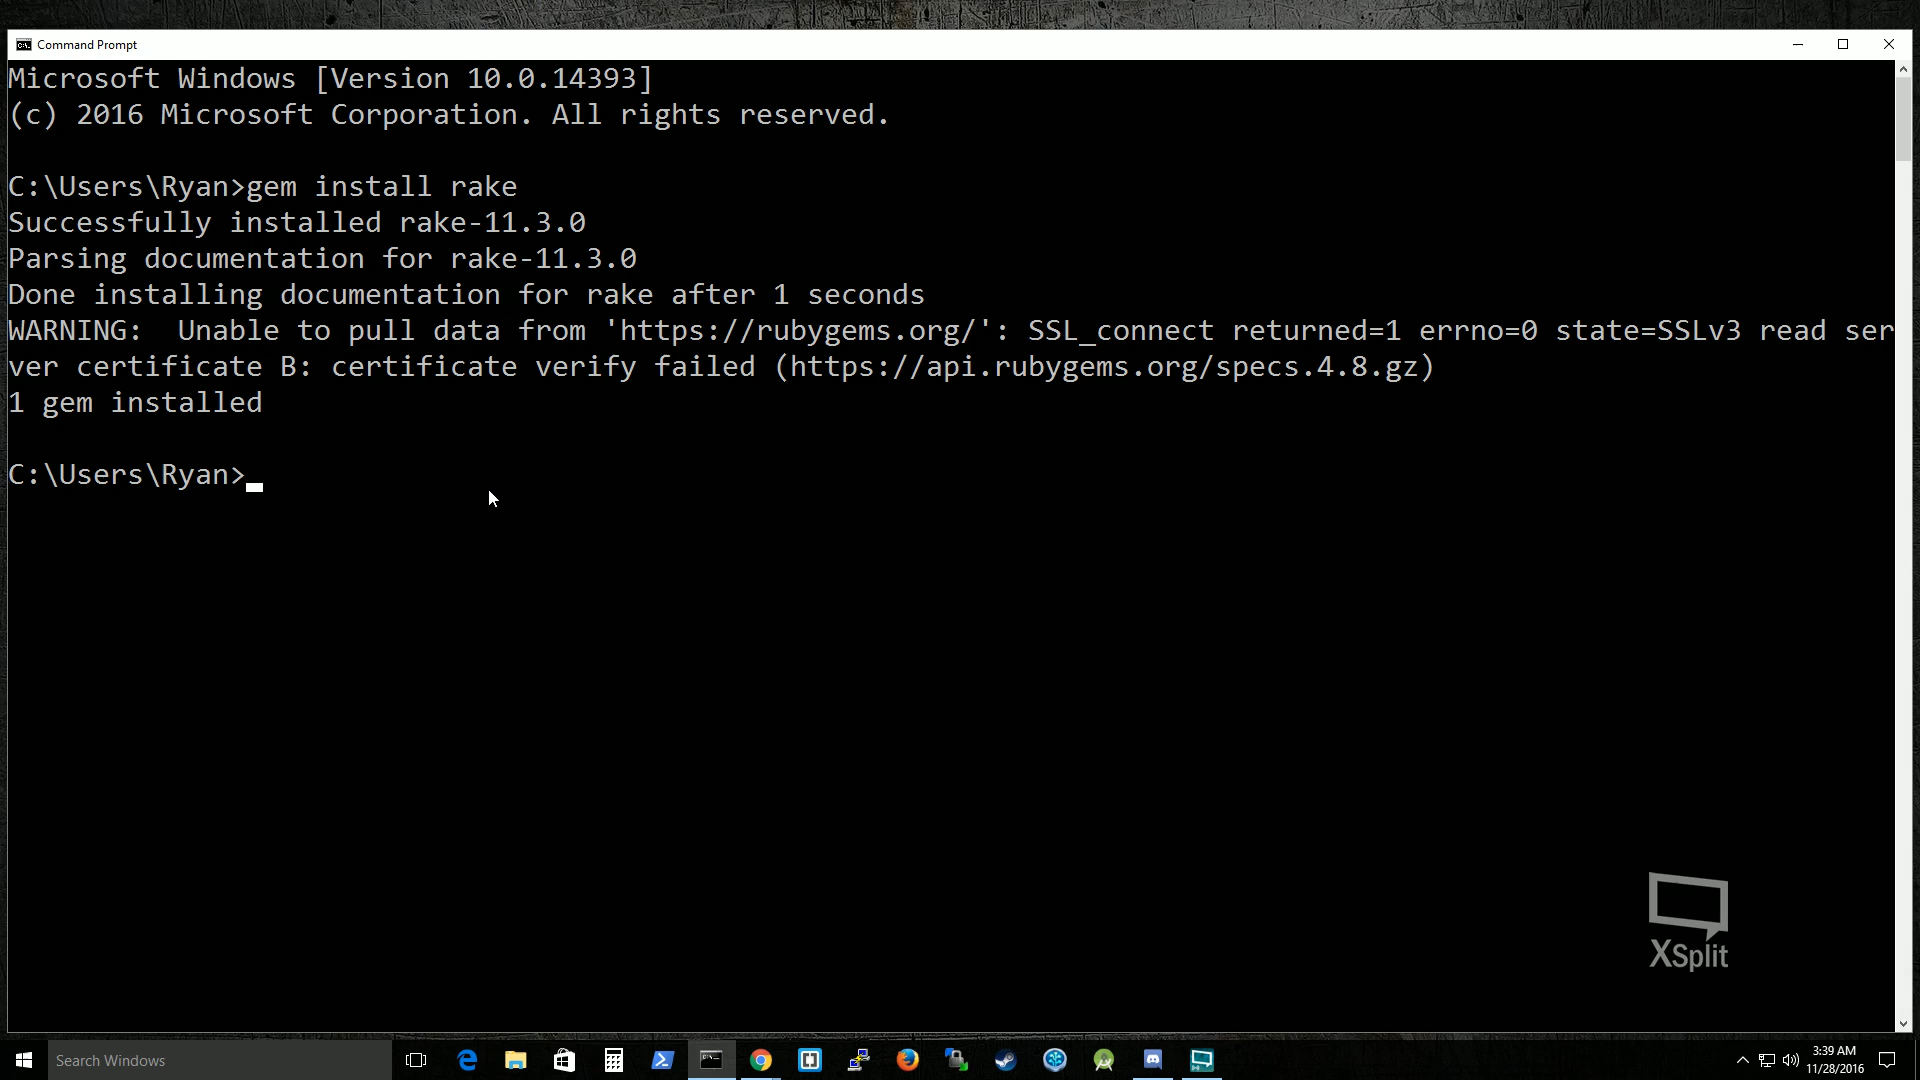 Command Prompt
Microsoft Windows [Version 10.0.14393]
(c) 2016 Microsoft Corporation. All rights reserved.
C:\Users\Ryan>gem install rake
Successfully installed rake-11.3.0
Parsing documentation for rake-11.3.0
Done installing documentation for rake after 1 seconds
WARNING:  Unable to pull data from 'https://rubygems.org/': SSL_connect returned=1 errno=0 state=SSLv3 read ser
ver certificate B: certificate verify failed (https://api.rubygems.org/specs.4.8.gz)
1 gem installed
C:\Users\Ryan>
XSplit
Search Windows
3:39 AM
11/28/2016